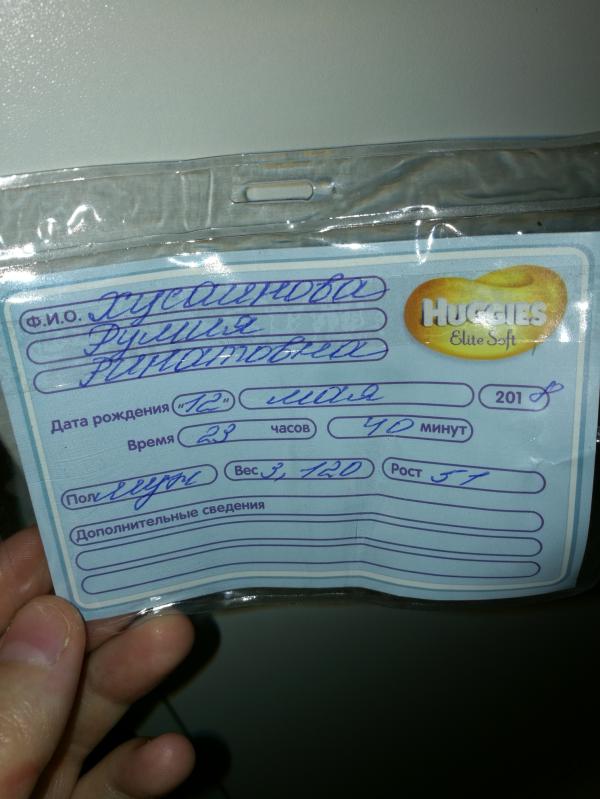 Ф.И.О. Хусаинова
Румия
Ринатовна
HUGGIES
Elite Soft
Дата рождения "12" мая 2018
Время 23 часов 40 минут
Пол муж Вес 3,120 Рост 51
Дополнительные сведения